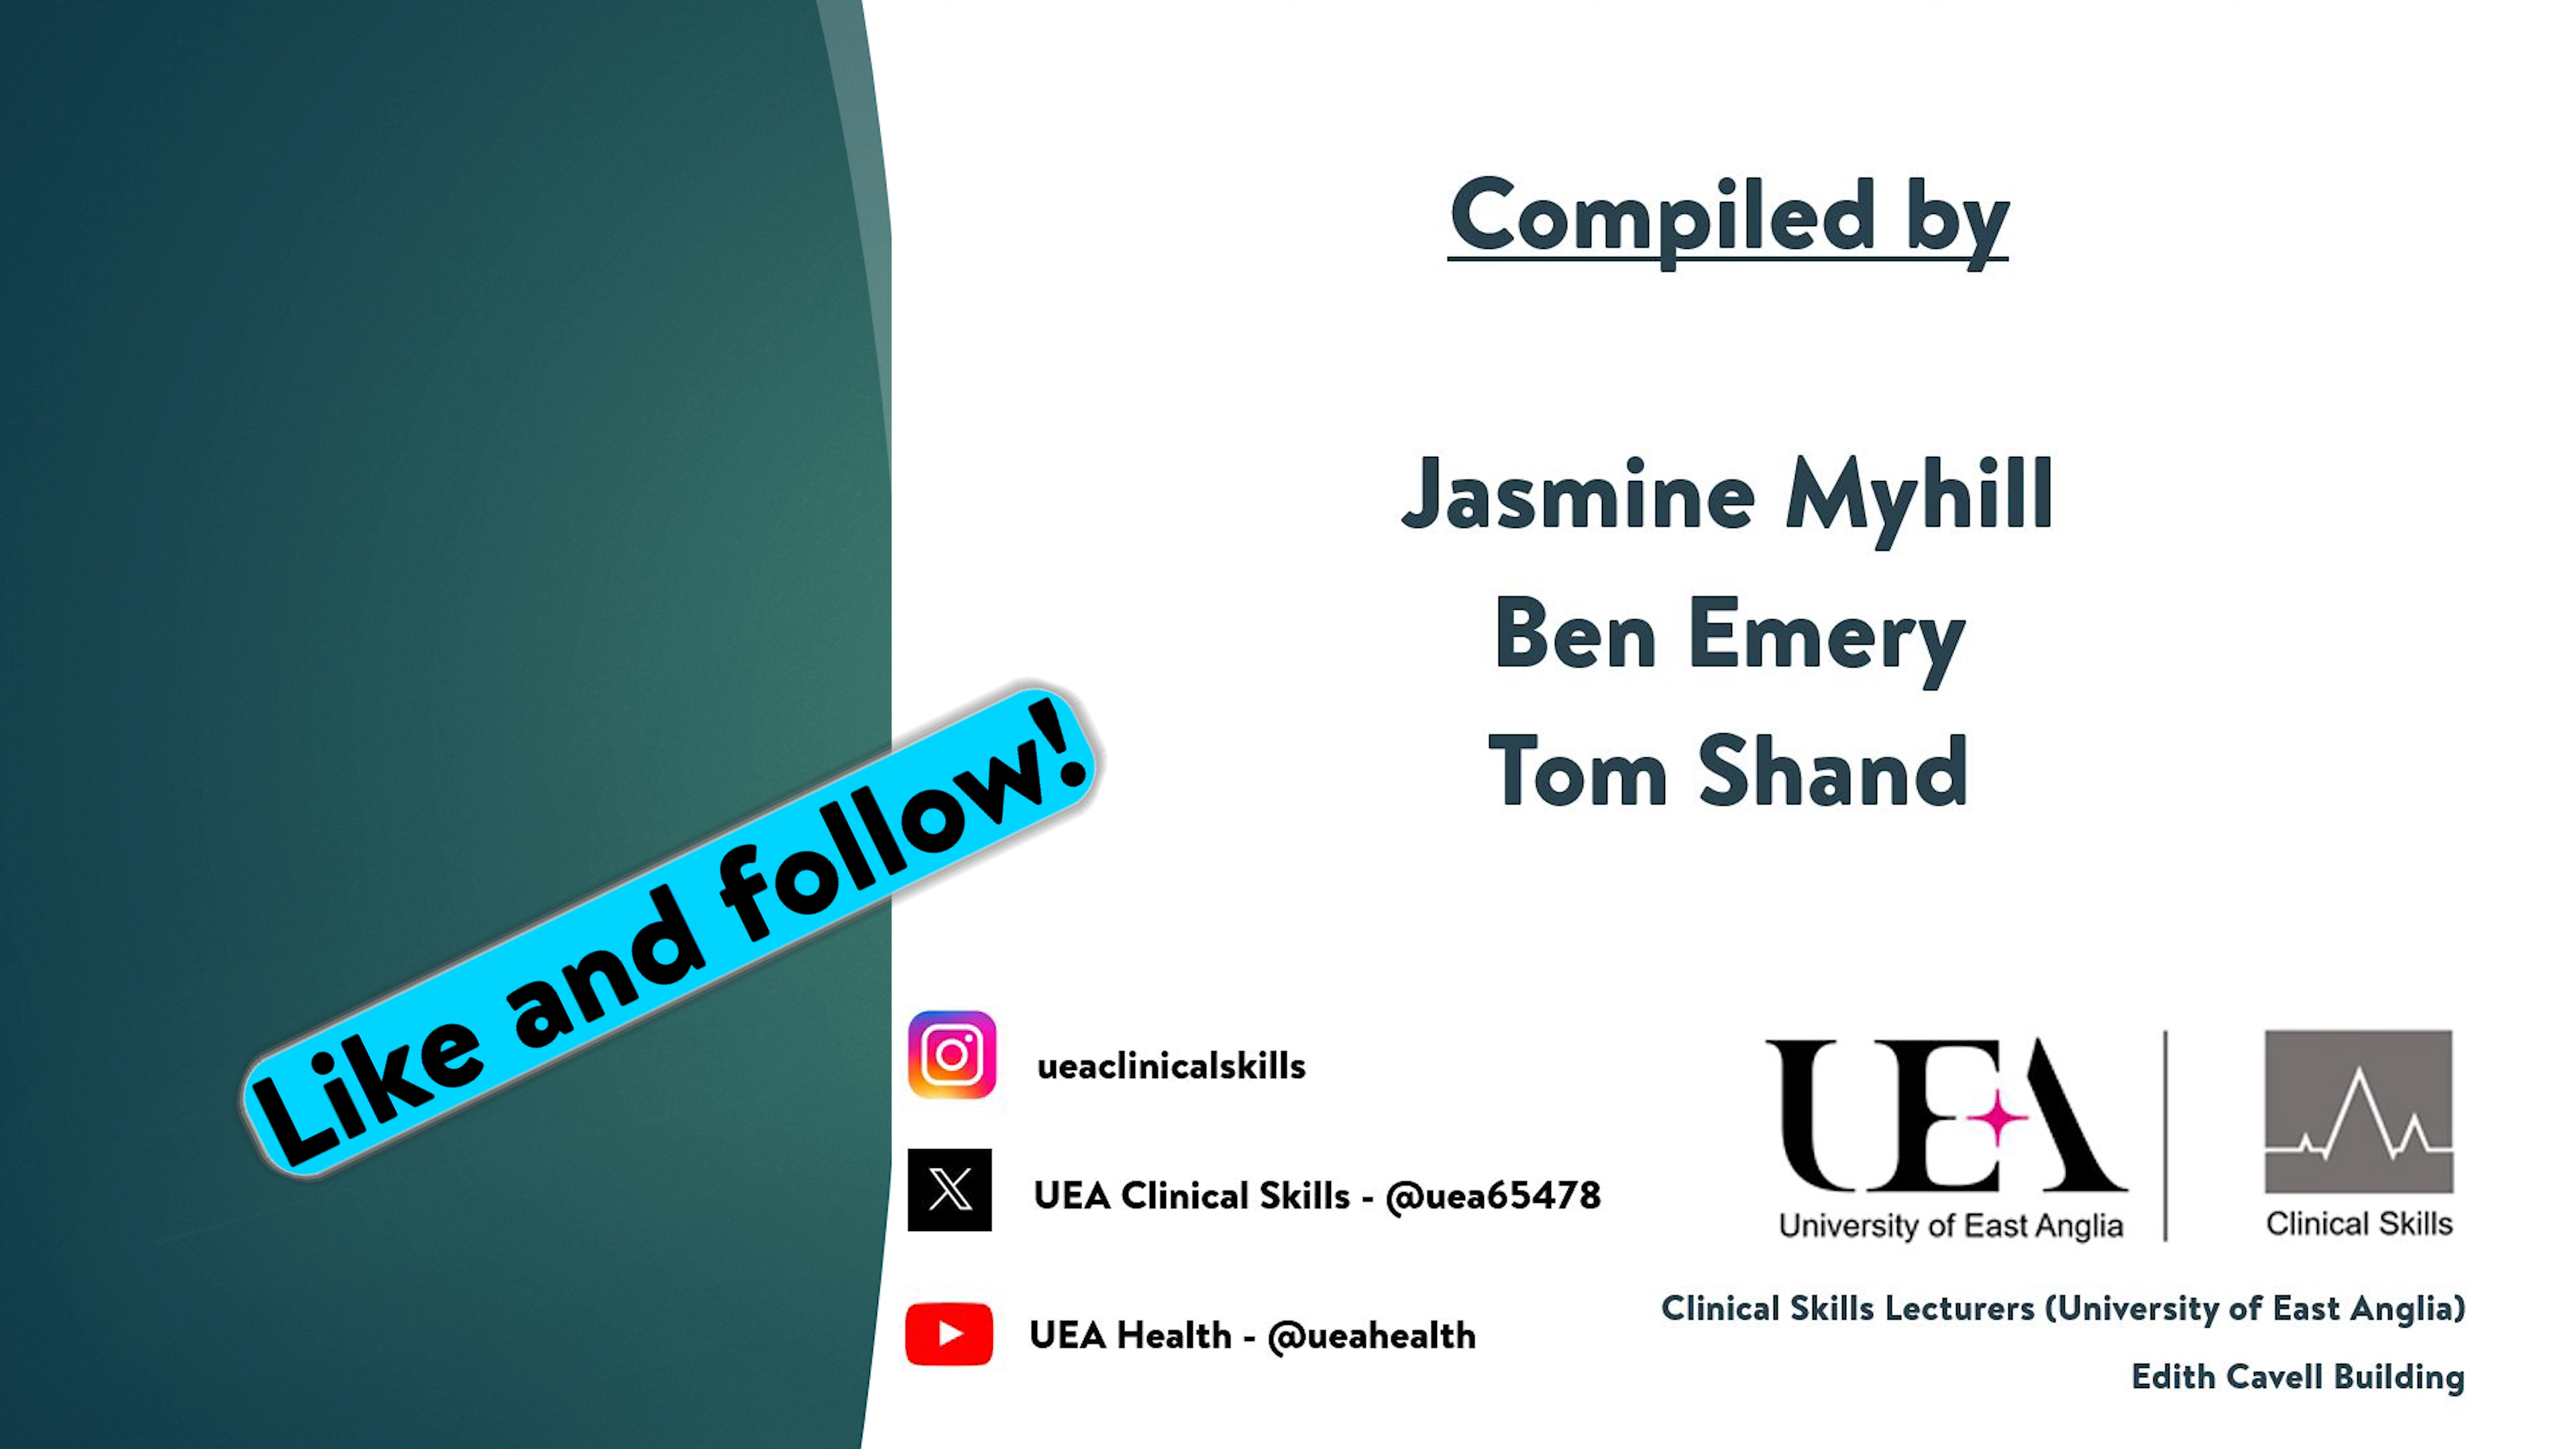 Compiled by
Jasmine Myhill
Ben Emery
Tom Shand
Like and follow!
ueaclinicalskills
UEA Clinical Skills - @uea65478
UEA Health - @ueahealth
UEA
University of East Anglia
Clinical Skills
Clinical Skills Lecturers (University of East Anglia)
Edith Cavell Building